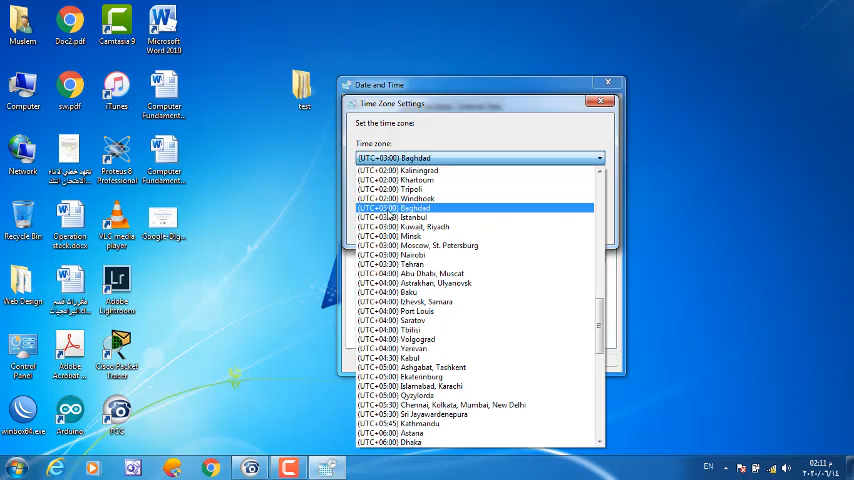 Muslem
Doc2.pdf
Camtasia 9
Microsoft
Word 2010
Computer
sw.pdf
iTunes
Computer
Fundament...
Network
Proteus 8
Professional
Computer
Fundament...
Recycle Bin
Operation
stock.docx
VLC media
player
Google-Dig...
Web Design
Adobe
Lightroom
Control
Panel
Adobe
Acrobat ...
Cisco Packet
Tracer
winbox64.exe
Arduino
test
Date and Time
Time Zone Settings
Set the time zone:
Time zone:
(UTC+03:00) Baghdad
(UTC+02:00) Kaliningrad
(UTC+02:00) Khartoum
(UTC+02:00) Tripoli
(UTC+02:00) Windhoek
(UTC+03:00) Baghdad
(UTC+03:00) Istanbul
(UTC+03:00) Kuwait, Riyadh
(UTC+03:00) Minsk
(UTC+03:00) Moscow, St. Petersburg
(UTC+03:00) Nairobi
(UTC+03:30) Tehran
(UTC+04:00) Abu Dhabi, Muscat
(UTC+04:00) Astrakhan, Ulyanovsk
(UTC+04:00) Baku
(UTC+04:00) Izhevsk, Samara
(UTC+04:00) Port Louis
(UTC+04:00) Saratov
(UTC+04:00) Tbilisi
(UTC+04:00) Volgograd
(UTC+04:00) Yerevan
(UTC+04:30) Kabul
(UTC+05:00) Ashgabat, Tashkent
(UTC+05:00) Ekaterinburg
(UTC+05:00) Islamabad, Karachi
(UTC+05:00) Qyzylorda
(UTC+05:30) Chennai, Kolkata, Mumbai, New Delhi
(UTC+05:30) Sri Jayawardenepura
(UTC+05:45) Kathmandu
(UTC+06:00) Astana
(UTC+06:00) Dhaka
EN
02:11 م
٢٠٢٠/٠٦/١٤